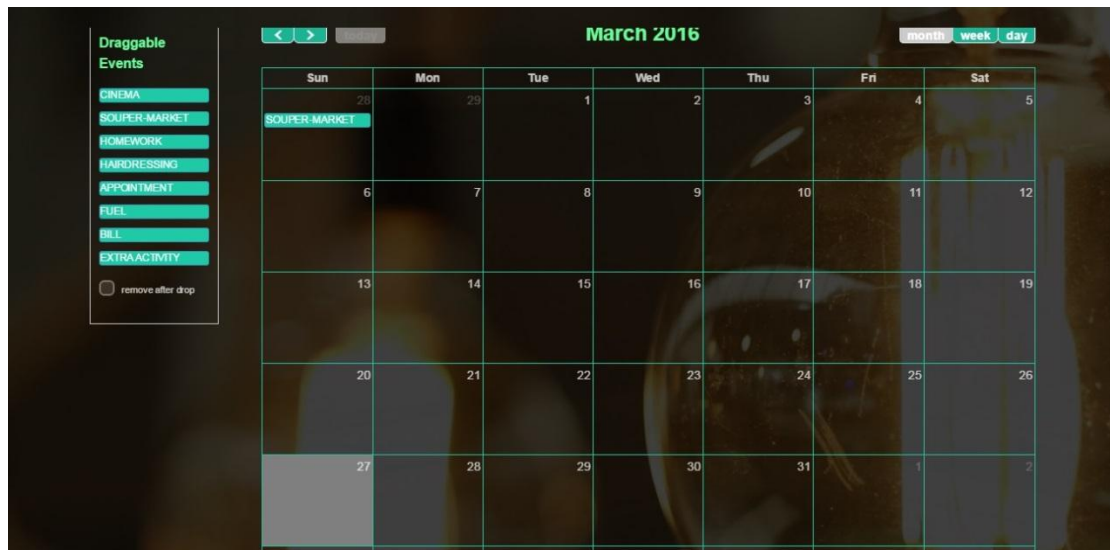 Draggable
Events
CINEMA
SOUPER-MARKET
HOMEWORK
HAIRDRESSING
APPOINTMENT
FUEL
BILL
EXTRA ACTIVITY
remove after drop
< > today
March 2016
month week day
Sun Mon Tue Wed Thu Fri Sat
28 29 1 2 3 4 5
SOUPER-MARKET
6 7 8 9 10 11 12
13 14 15 16 17 18 19
20 21 22 23 24 25 26
27 28 29 30 31 1 2